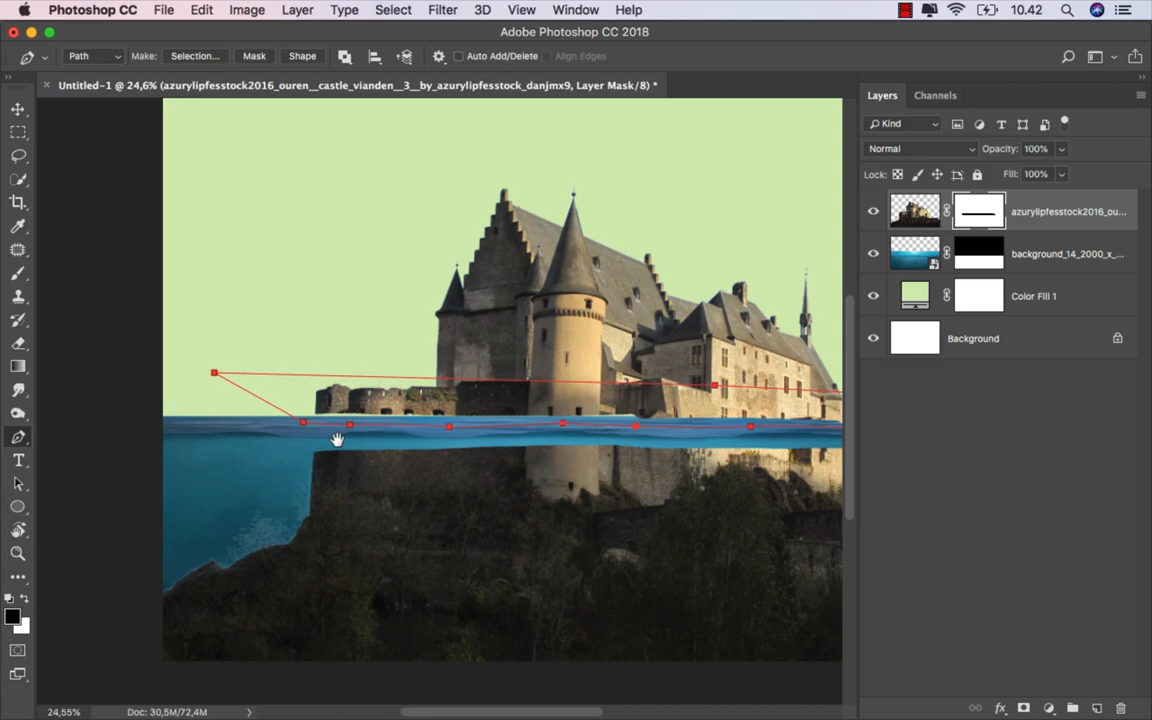 Photoshop CC File Edit Image Layer Type Select Filter 3D View Window Help 10.42
Adobe Photoshop CC 2018
Path Make: Selection... Mask Shape Auto Add/Delete Align Edges
Untitled-1 @ 24,6% (azurylipfesstock2016_ouren__castle_vianden__3__by_azurylipfesstock_danjmx9, Layer Mask/8) *
Layers Channels
Kind
Normal Opacity: 100%
Lock: Fill: 100%
azurylipfesstock2016_ou...
background_14_2000_x_...
Color Fill 1
Background
24,55% Doc: 30,5M/72,4M